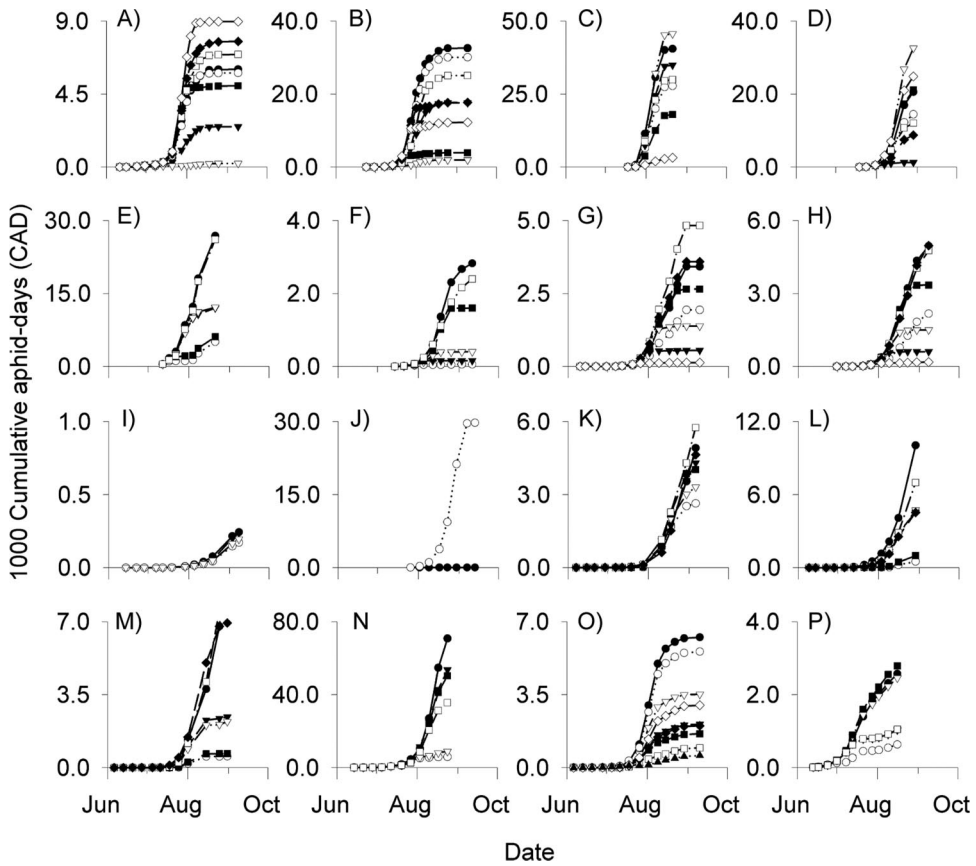 1000 Cumulative aphid-days (CAD)
A) B) C) D)
9.0 40.0 50.0 40.0
4.5 20.0 25.0 20.0
0.0 0.0 0.0 0.0
E) F) G) H)
30.0 4.0 5.0 6.0
15.0 2.0 2.5 3.0
0.0 0.0 0.0 0.0
I) J) K) L)
1.0 30.0 6.0 12.0
0.5 15.0 3.0 6.0
0.0 0.0 0.0 0.0
M) N O) P)
7.0 80.0 7.0 4.0
3.5 40.0 3.5 2.0
0.0 0.0 0.0 0.0
Jun Aug Oct Jun Aug Oct Jun Aug Oct Jun Aug Oct
Date